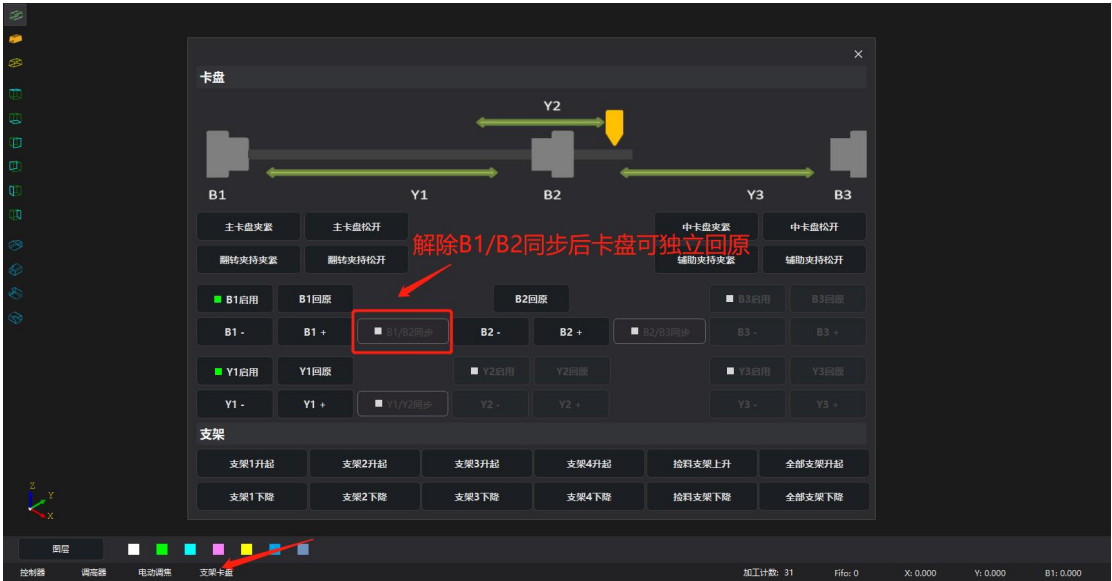 卡盘
Y2
B1 Y1 B2 Y3 B3
主卡盘夹紧 主卡盘松开 中卡盘夹紧 中卡盘松开
解除B1/B2同步后卡盘可独立回原
翻转夹持夹紧 翻转夹持松开 辅助夹持夹紧 辅助夹持松开
B1启用 B1回原 B2回原 B3启用 B3回原
B1 - B1 + B1/B2同步 B2 - B2 + B2/B3同步 B3 - B3 +
Y1启用 Y1回原 Y2启用 Y2回原 Y3启用 Y3回原
Y1 - Y1 + Y1/Y2同步 Y2 - Y2 + Y3 - Y3 +
支架
支架1升起 支架2升起 支架3升起 支架4升起 捡料支架上升 全部支架升起
支架1下降 支架2下降 支架3下降 支架4下降 捡料支架下降 全部支架下降
Z
Y
X
图层
控制器 调高器 电动调焦 支架卡盘 加工计数: 31 Fifo: 0 X: 0.000 Y: 0.000 B1: 0.000